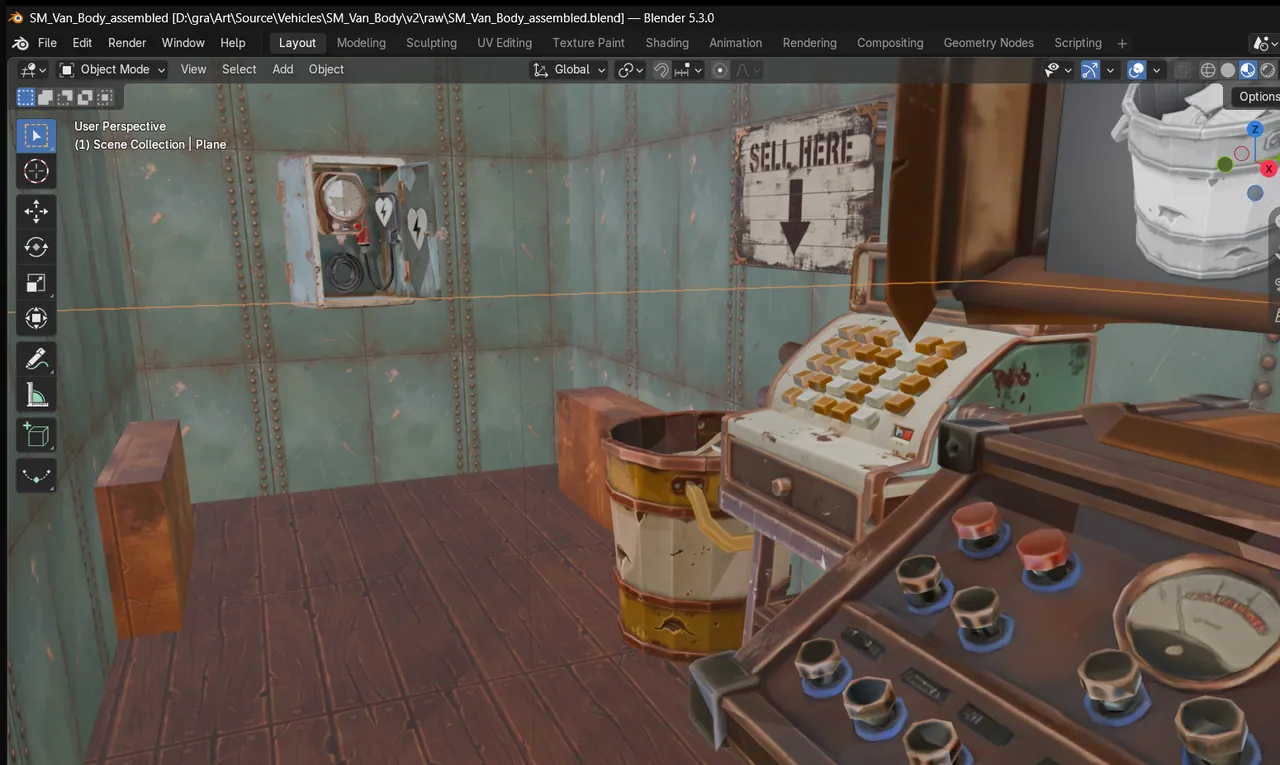 SM_Van_Body_assembled [D:\gra\Art\Source\Vehicles\SM_Van_Body\v2\raw\SM_Van_Body_assembled.blend] — Blender 5.3.0
File Edit Render Window Help Layout Modeling Sculpting UV Editing Texture Paint Shading Animation Rendering Compositing Geometry Nodes Scripting +
Object Mode View Select Add Object Global
Options
User Perspective
(1) Scene Collection | Plane
Z
X
SELL HERE